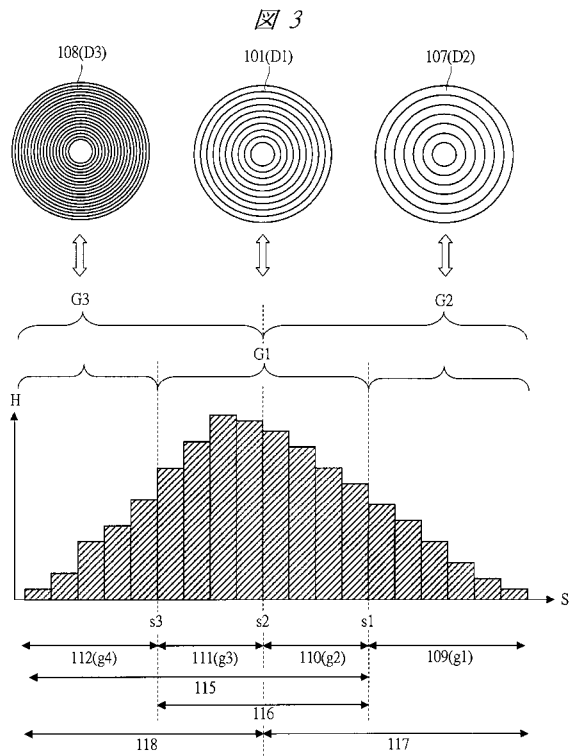 図 3
108(D3)
101(D1)
107(D2)
G3
G2
G1
H
S
s3
s2
s1
112(g4)
111(g3)
110(g2)
109(g1)
115
116
118
117